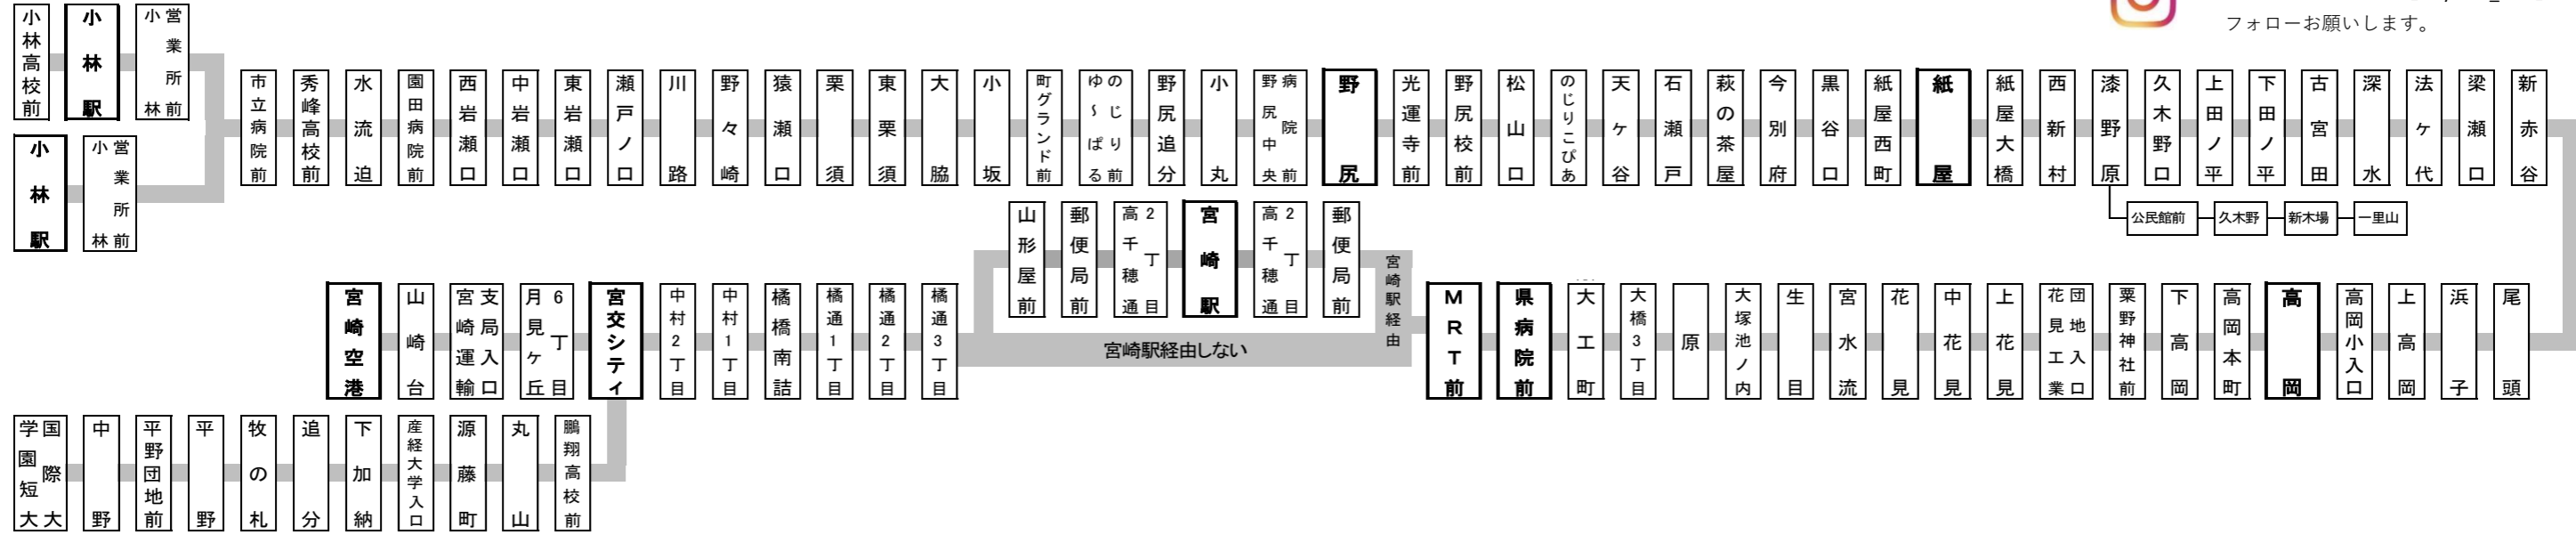 フォローお願いします。
小林高校前
小林駅
小林営業所前
小林駅
小林営業所前
市立病院前
秀峰高校前
水流迫
園田病院前
西岩瀬口
中岩瀬口
東岩瀬口
瀬戸ノ口
川路
野々崎
猿瀬口
栗須
東栗須
大脇
小坂
町グランド前
のじりゆ～ぱる前
野尻追分
小丸
野尻中央病院前
野尻
光運寺前
野尻校前
松山口
のじりこぴあ
天ヶ谷
石瀬戸
萩の茶屋
今別府
黒谷口
紙屋西町
紙屋
紙屋大橋
西新村
漆野原
久木野口
上田ノ平
下田ノ平
古宮田
深水
法ヶ代
梁瀬口
新赤谷
公民館前
久木野
新木場
一里山
山形屋前
郵便局前
高千穂通2丁目
宮崎駅
高千穂通2丁目
郵便局前
宮崎駅経由
宮崎駅経由しない
宮崎空港
山崎台
宮崎運輸支局入口
月見ヶ丘6丁目
宮交シティ
中村2丁目
中村1丁目
橘橋南詰
橘通1丁目
橘通2丁目
橘通3丁目
MRT前
県病院前
大工町
大橋3丁目
原
大塚池ノ内
生目
宮水流
花見
中花見
上花見
花見工業団地入口
粟野神社前
下高岡
高岡本町
高岡
高岡小入口
上高岡
浜子
尾頭
学園短大国際大
中野
平野団地前
平野
牧の札
追分
下加納
産経大学入口
源藤町
丸山
鵬翔高校前